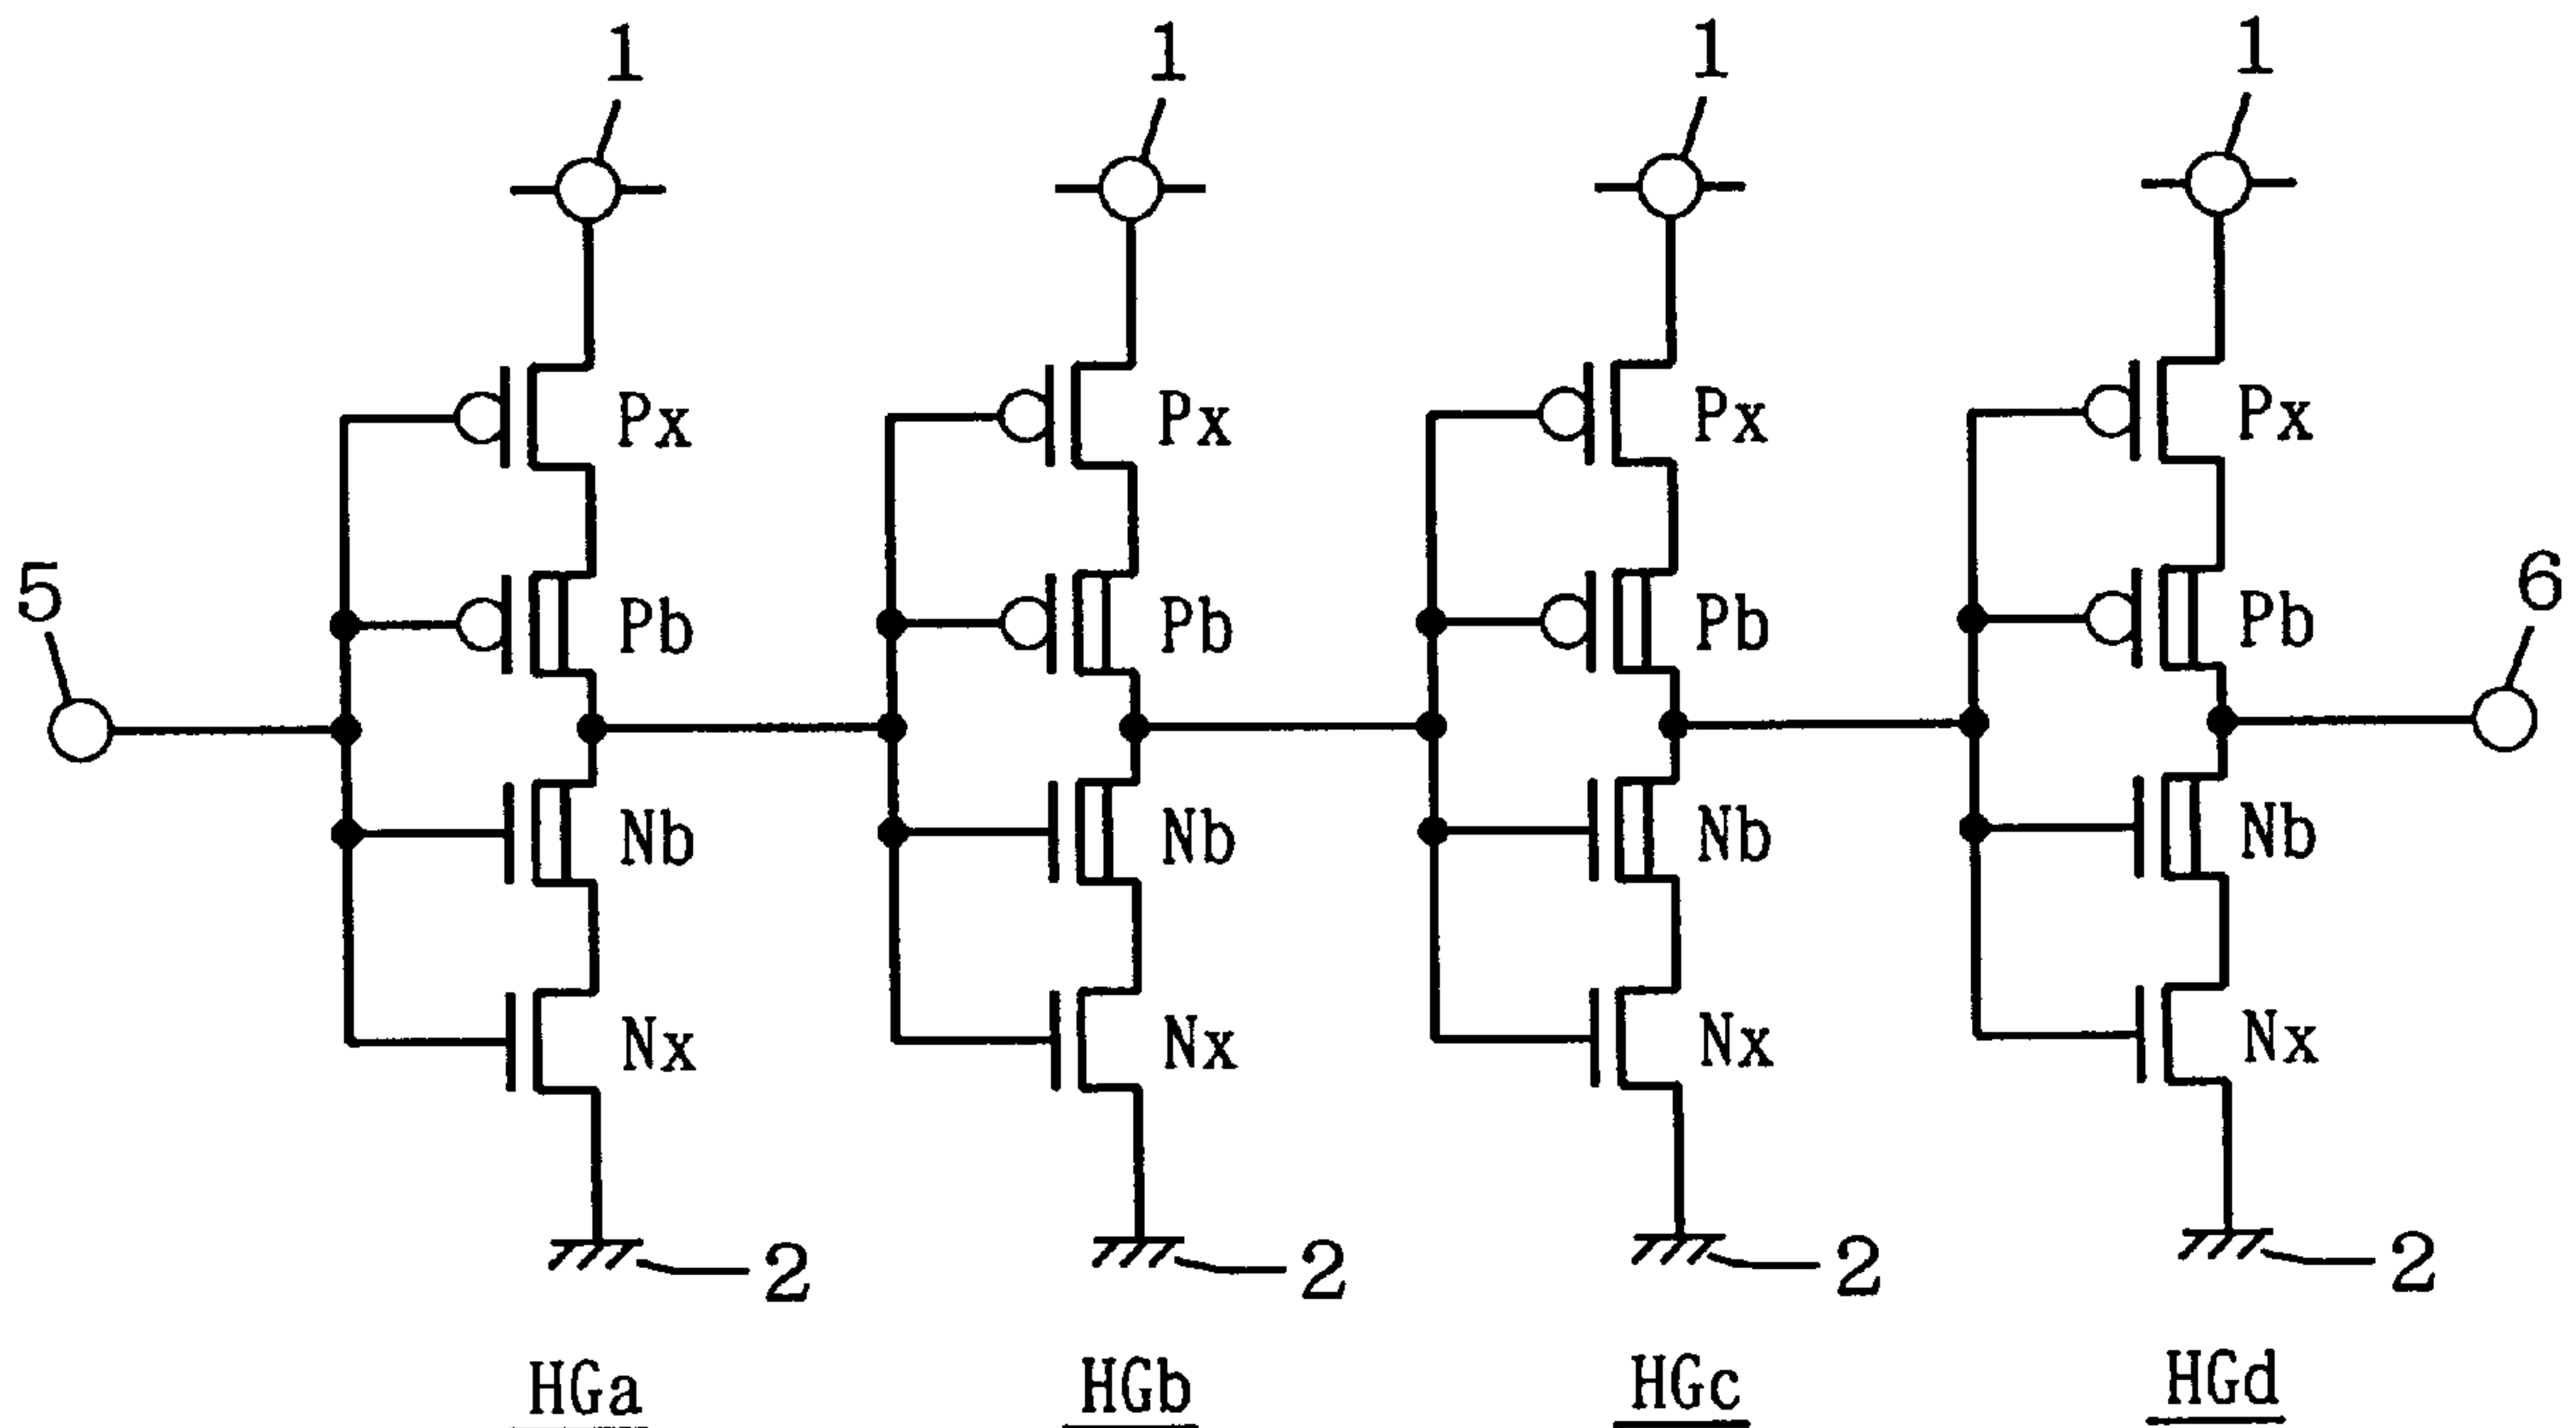 1 1 1 1
Px Px Px Px
5 Pb Pb Pb Pb 6
Nb Nb Nb Nb
Nx Nx Nx Nx
2 2 2 2
HGa HGb HGc HGd